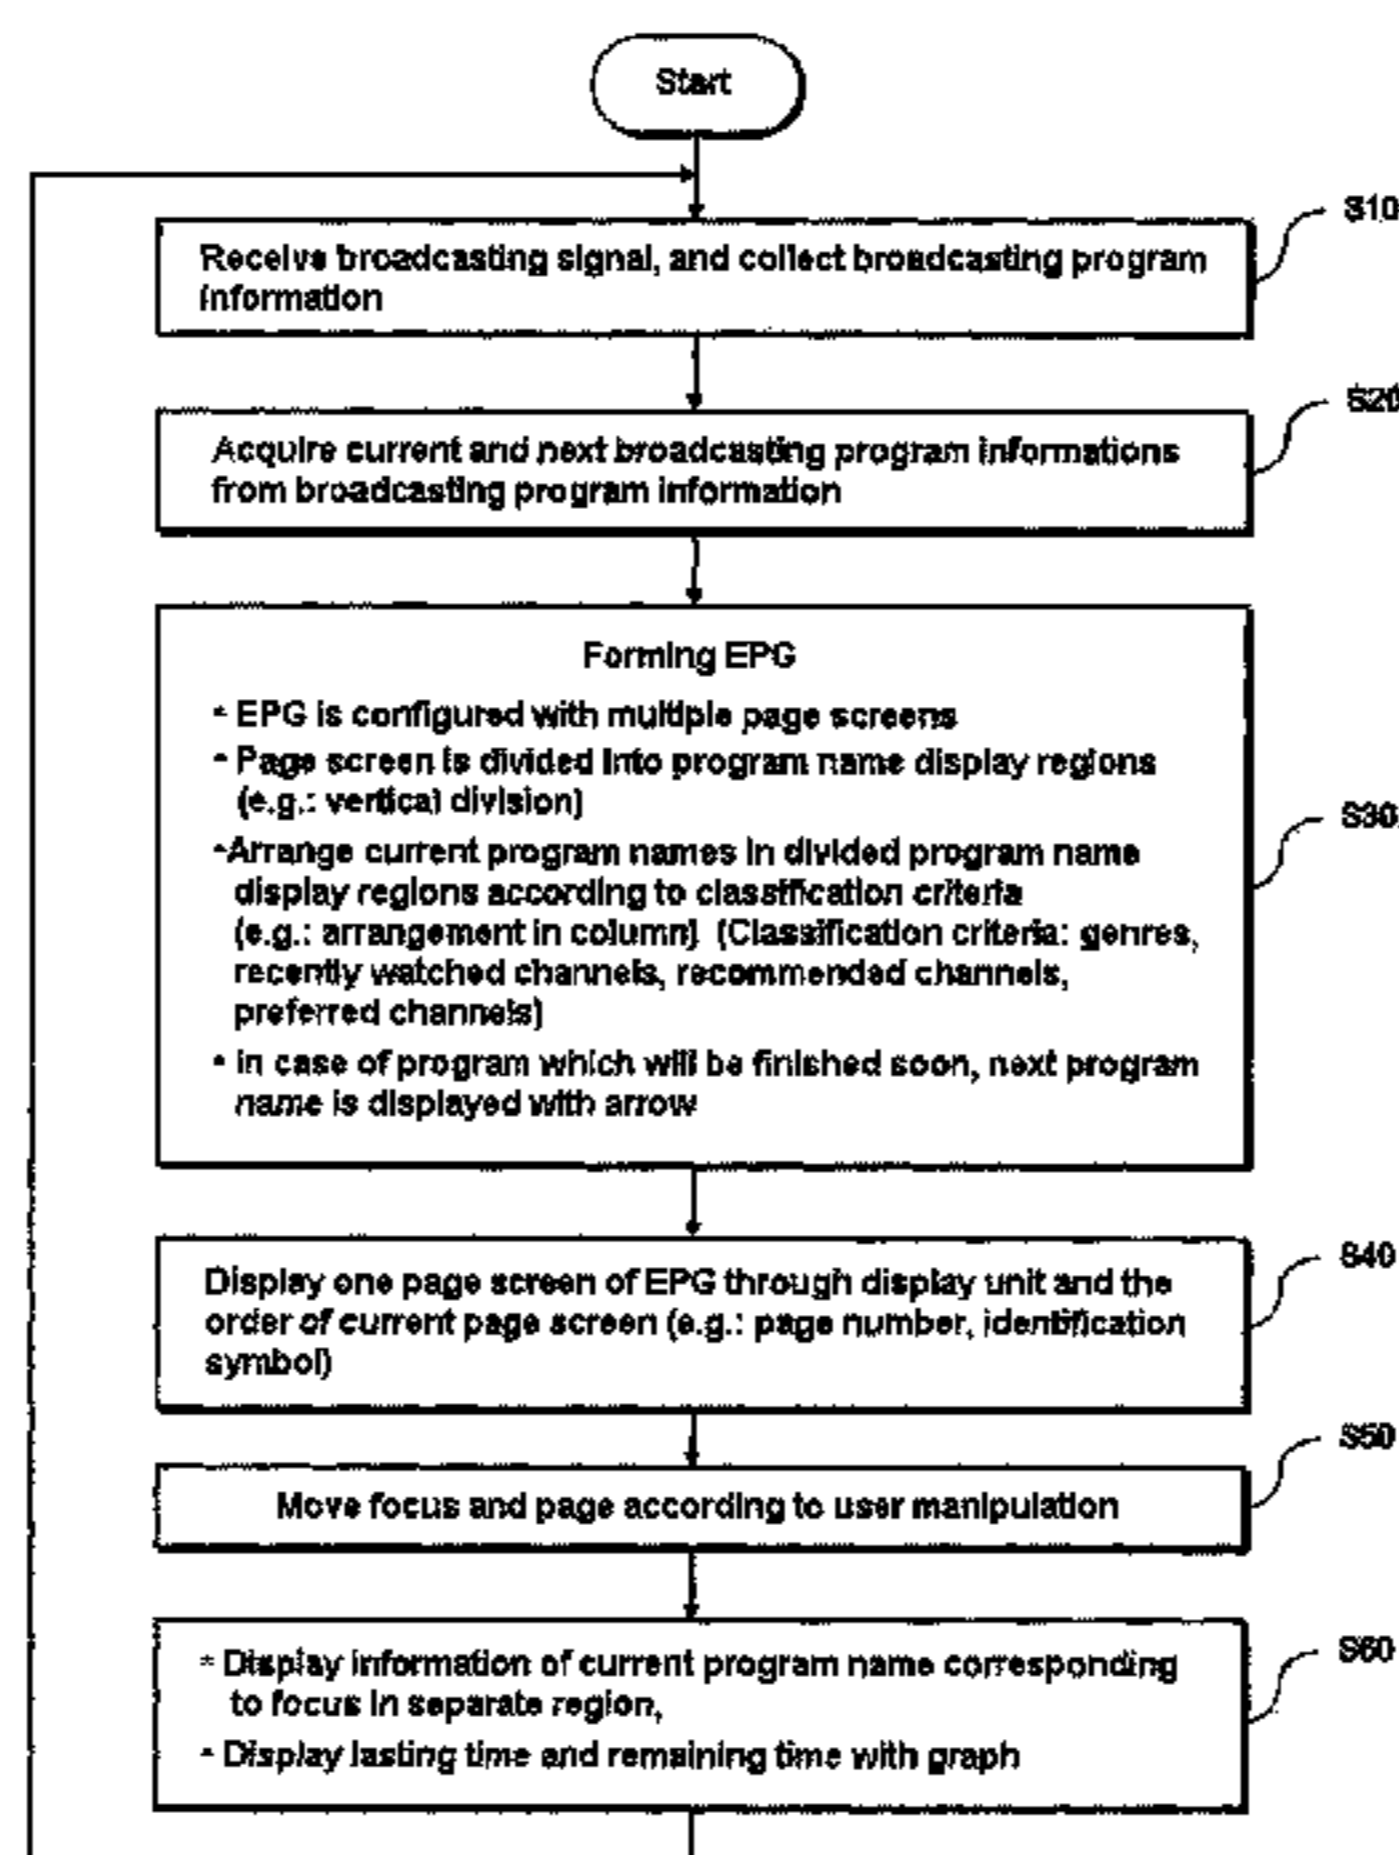 Start
S10
Receive broadcasting signal, and collect broadcasting program
information
S20
Acquire current and next broadcasting program informations
from broadcasting program information
Forming EPG
• EPG is configured with multiple page screens
• Page screen is divided into program name display regions
(e.g.: vertical division)
S30
•Arrange current program names in divided program name
display regions according to classification criteria
(e.g.: arrangement in column) (Classification criteria: genres,
recently watched channels, recommended channels,
preferred channels)
• In case of program which will be finished soon, next program
name is displayed with arrow
S40
Display one page screen of EPG through display unit and the
order of current page screen (e.g.: page number, identification
symbol)
S50
Move focus and page according to user manipulation
S60
• Display information of current program name corresponding
to focus in separate region,
• Display lasting time and remaining time with graph